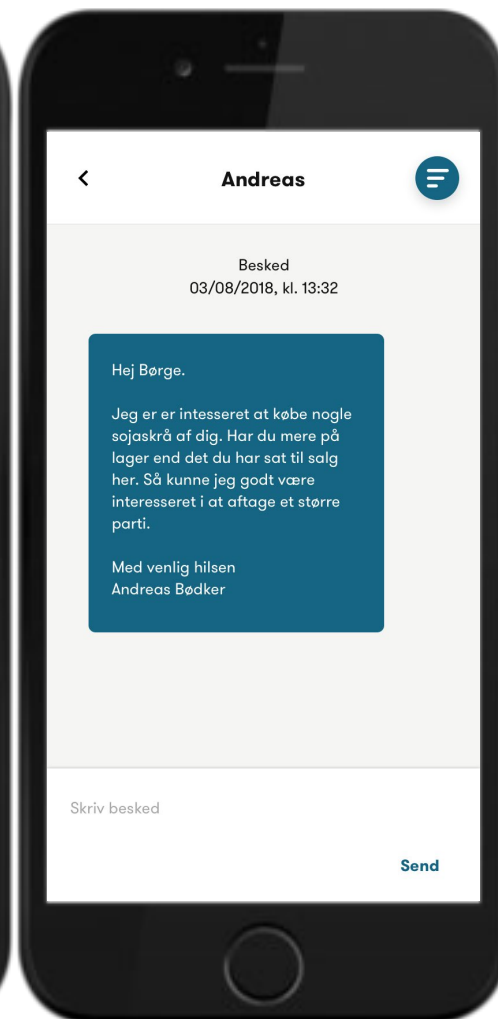 Andreas
Besked
03/08/2018, kl. 13:32
Hej Børge.
Jeg er er intesseret at købe nogle
sojaskrå af dig. Har du mere på
lager end det du har sat til salg
her. Så kunne jeg godt være
interesseret i at aftage et større
parti.
Med venlig hilsen
Andreas Bødker
Skriv besked
Send